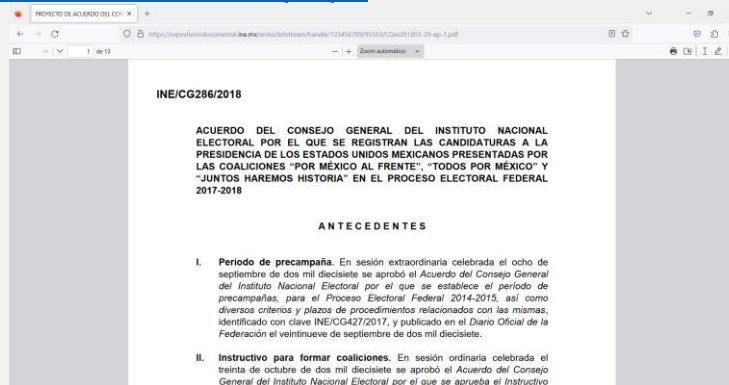 PROYECTO DE ACUERDO DEL CON
https://repositoriodocumental.ine.mx/xmlui/bitstream/handle/123456789/95563/CGex201803-29-ap-1.pdf
1 de 13
Zoom automático
INE/CG286/2018
ACUERDO DEL CONSEJO GENERAL DEL INSTITUTO NACIONAL
ELECTORAL POR EL QUE SE REGISTRAN LAS CANDIDATURAS A LA
PRESIDENCIA DE LOS ESTADOS UNIDOS MEXICANOS PRESENTADAS POR
LAS COALICIONES “POR MÉXICO AL FRENTE”, “TODOS POR MÉXICO” Y
“JUNTOS HAREMOS HISTORIA” EN EL PROCESO ELECTORAL FEDERAL
2017-2018
A N T E C E D E N T E S
I. Periodo de precampaña. En sesión extraordinaria celebrada el ocho de
septiembre de dos mil diecisiete se aprobó el Acuerdo del Consejo General
del Instituto Nacional Electoral por el que se establece el período de
precampañas, para el Proceso Electoral Federal 2014-2015, así como
diversos criterios y plazos de procedimientos relacionados con las mismas,
identificado con clave INE/CG427/2017, y publicado en el Diario Oficial de la
Federación el veintinueve de septiembre de dos mil diecisiete.
II. Instructivo para formar coaliciones. En sesión ordinaria celebrada el
treinta de octubre de dos mil diecisiete se aprobó el Acuerdo del Consejo
General del Instituto Nacional Electoral por el que se aprueba el Instructivo